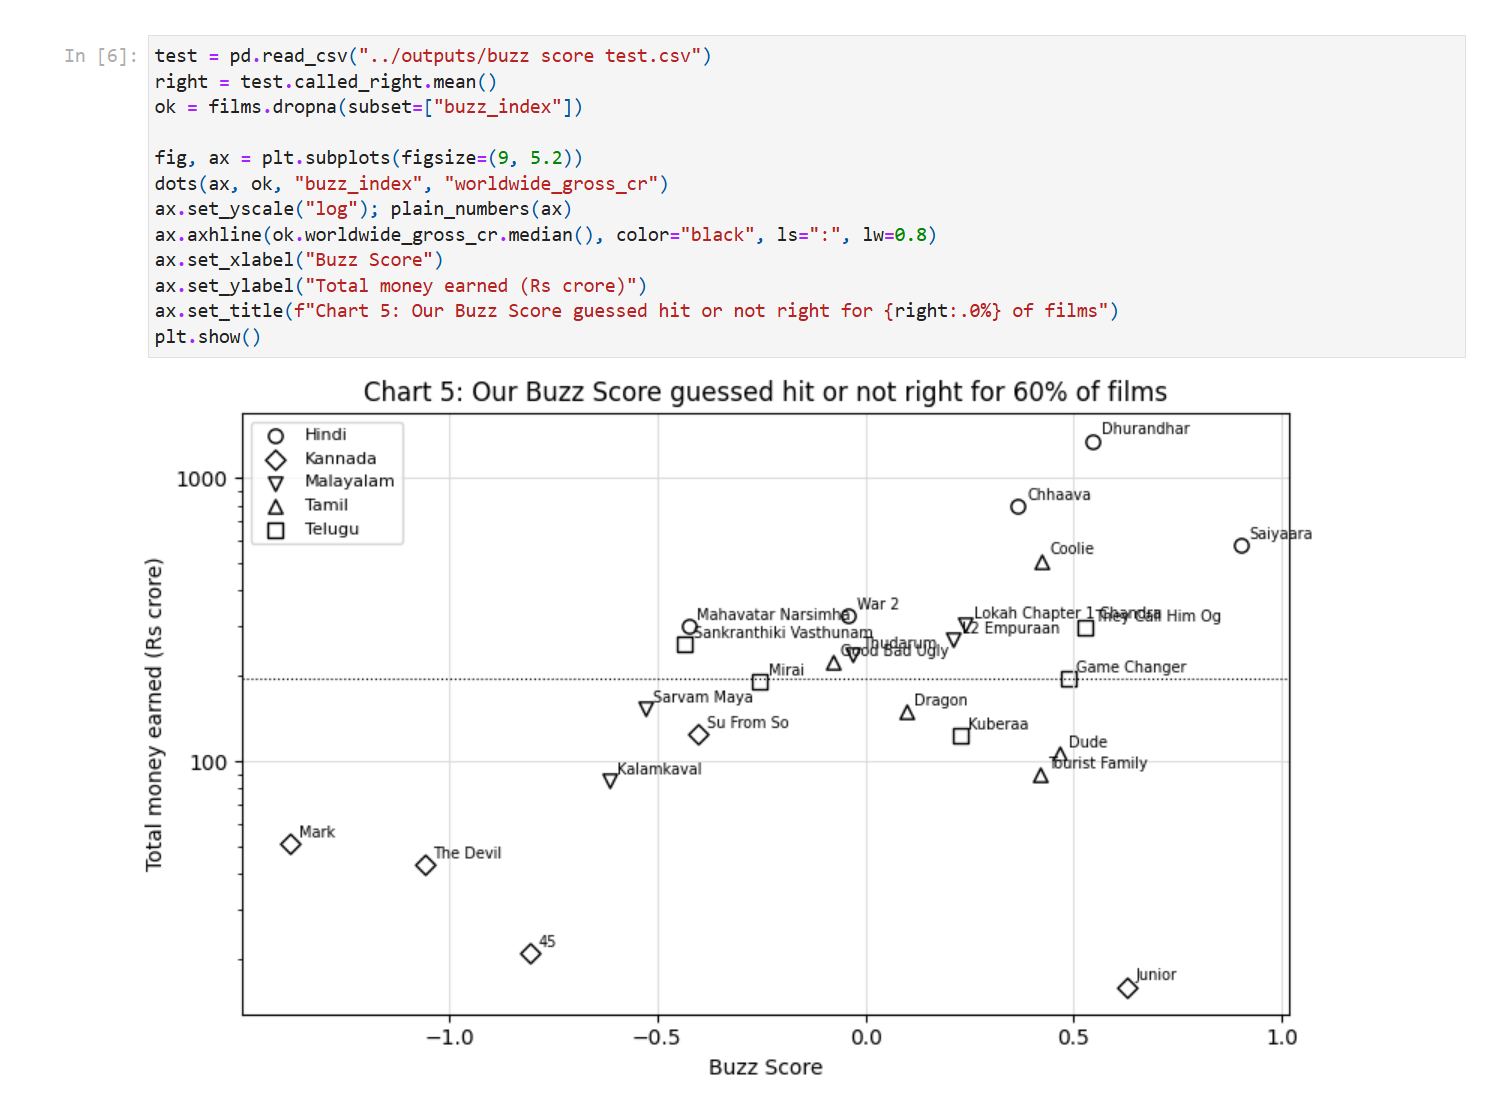 In [6]:
test = pd.read_csv("../outputs/buzz score test.csv")
right = test.called_right.mean()
ok = films.dropna(subset=["buzz_index"])
fig, ax = plt.subplots(figsize=(9, 5.2))
dots(ax, ok, "buzz_index", "worldwide_gross_cr")
ax.set_yscale("log"); plain_numbers(ax)
ax.axhline(ok.worldwide_gross_cr.median(), color="black", ls=":", lw=0.8)
ax.set_xlabel("Buzz Score")
ax.set_ylabel("Total money earned (Rs crore)")
ax.set_title(f"Chart 5: Our Buzz Score guessed hit or not right for {right:.0%} of films")
plt.show()
Chart 5: Our Buzz Score guessed hit or not right for 60% of films
Hindi
Kannada
Malayalam
Tamil
Telugu
Total money earned (Rs crore)
1000
100
Dhurandhar
Chhaava
Saiyaara
Coolie
War 2
Mahavatar Narsimha
Lokah Chapter 1 Chandra
They Call Him Og
L2 Empuraan
Sankranthiki Vasthunam
Thudarum
Good Bad Ugly
Mirai
Game Changer
Sarvam Maya
Dragon
Su From So
Kuberaa
Dude
Tourist Family
Kalamkaval
Mark
The Devil
45
Junior
−1.0
−0.5
0.0
0.5
1.0
Buzz Score